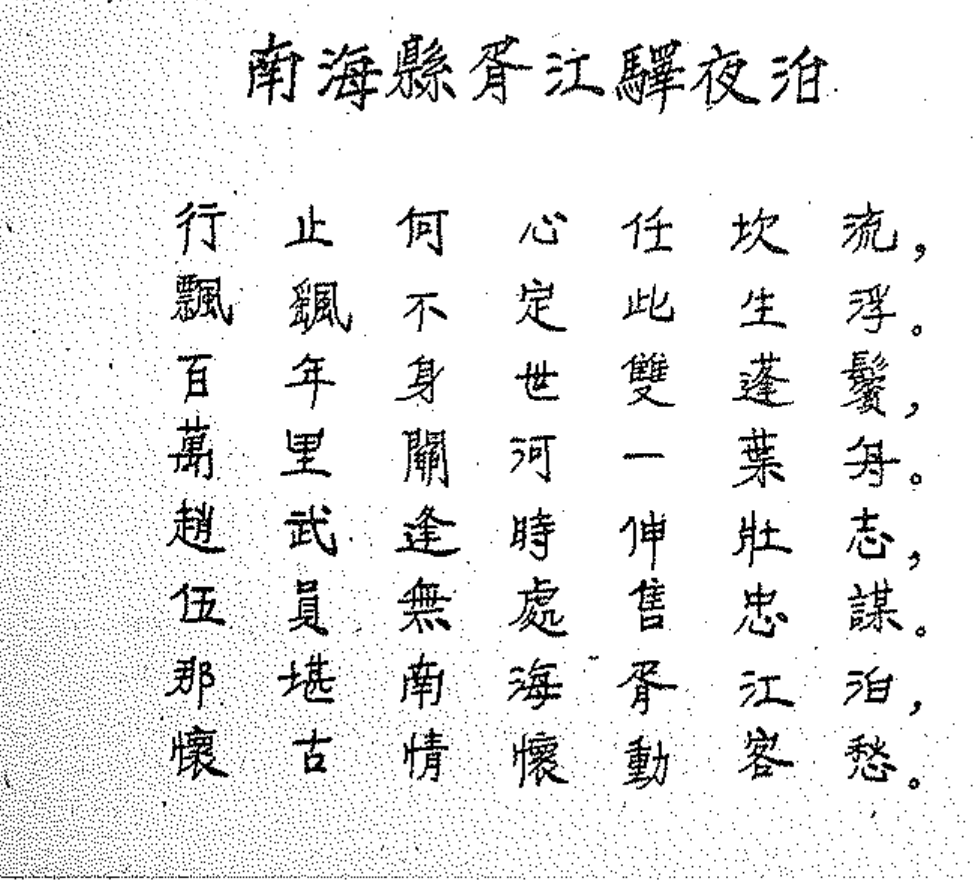 南海縣胥江驛夜泊
行止何心任坎流，
飄颻不定此生浮。
百年身世雙蓬鬢，
萬里關河一葉舟。
趙武逢時伸壯志，
伍員無處售忠謀。
那堪南海胥江泊，
懷古情懷動客愁。